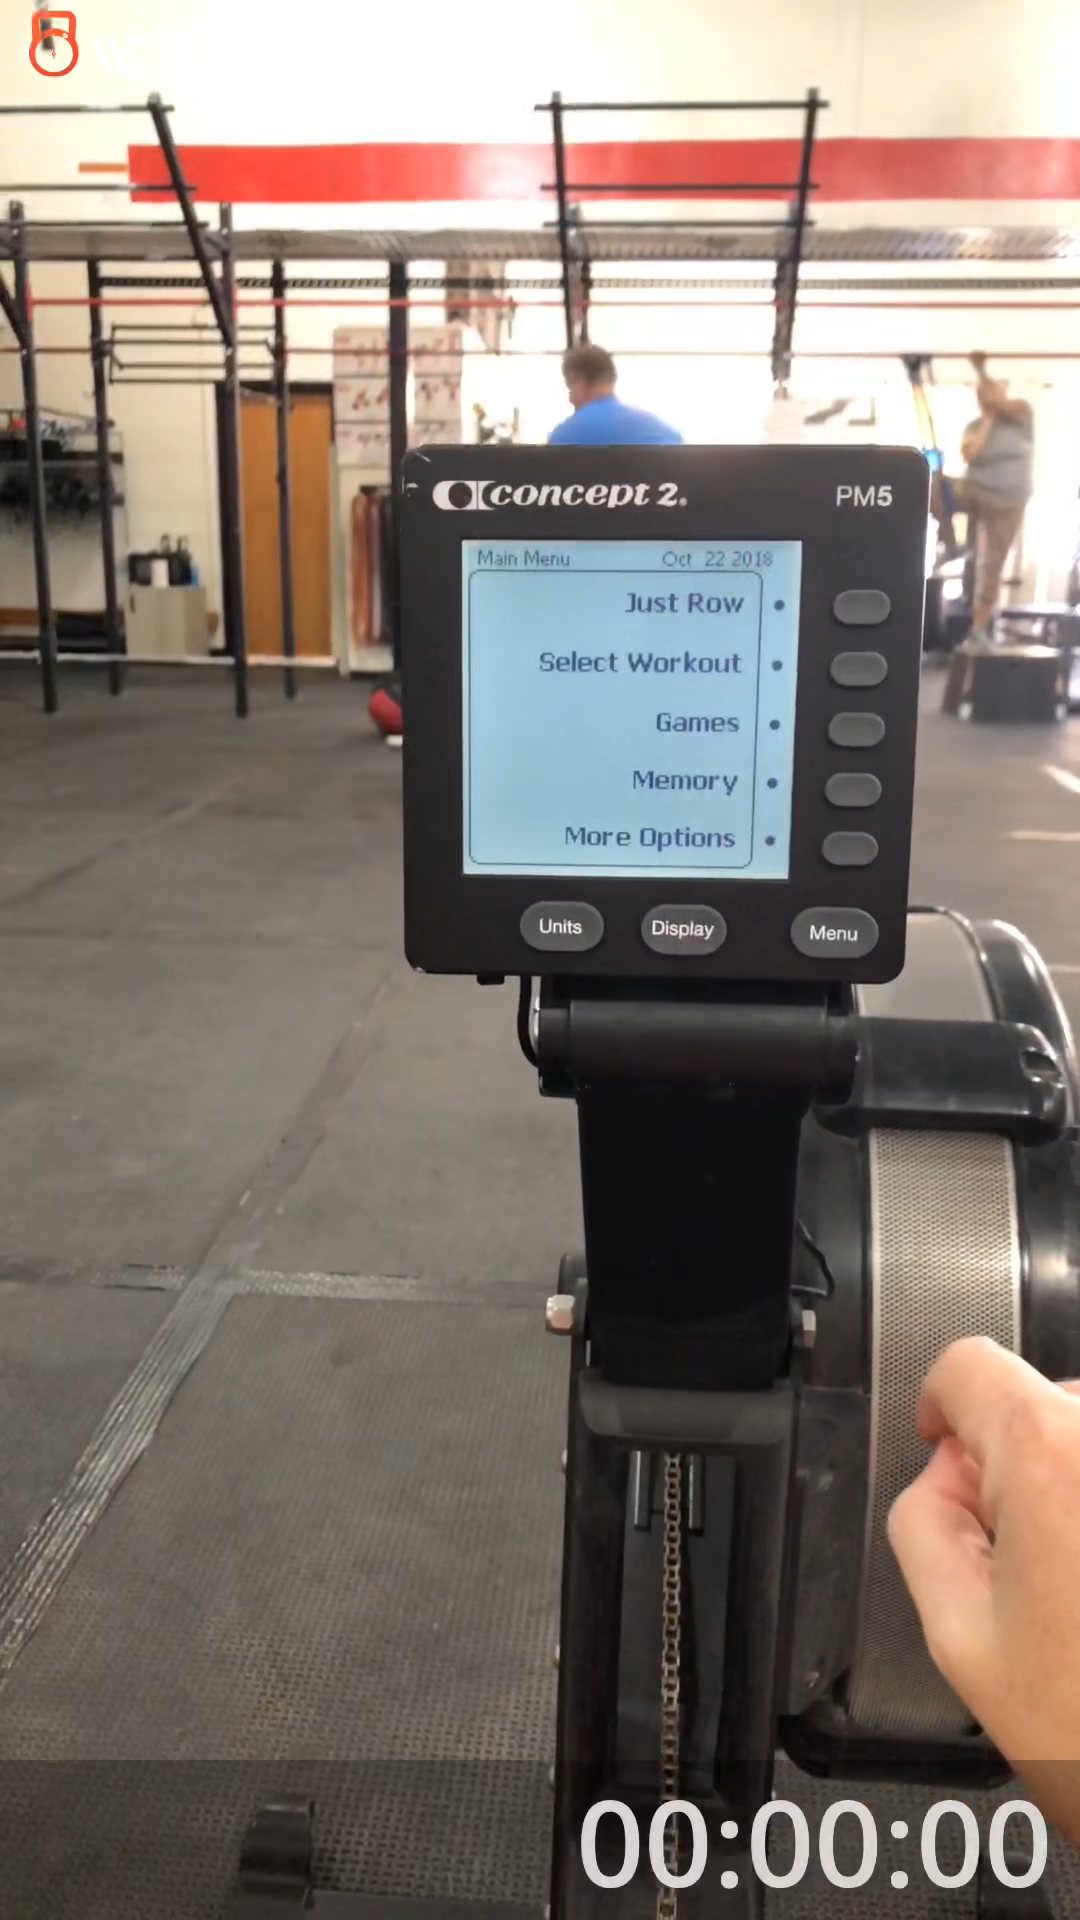 concept 2.
PM5
Main Menu
Oct 22 2018
Just Row
Select Workout
Games
Memory
More Options
Units
Display
Menu
00:00:00